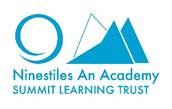 Ninestiles An Academy
SUMMIT LEARNING TRUST